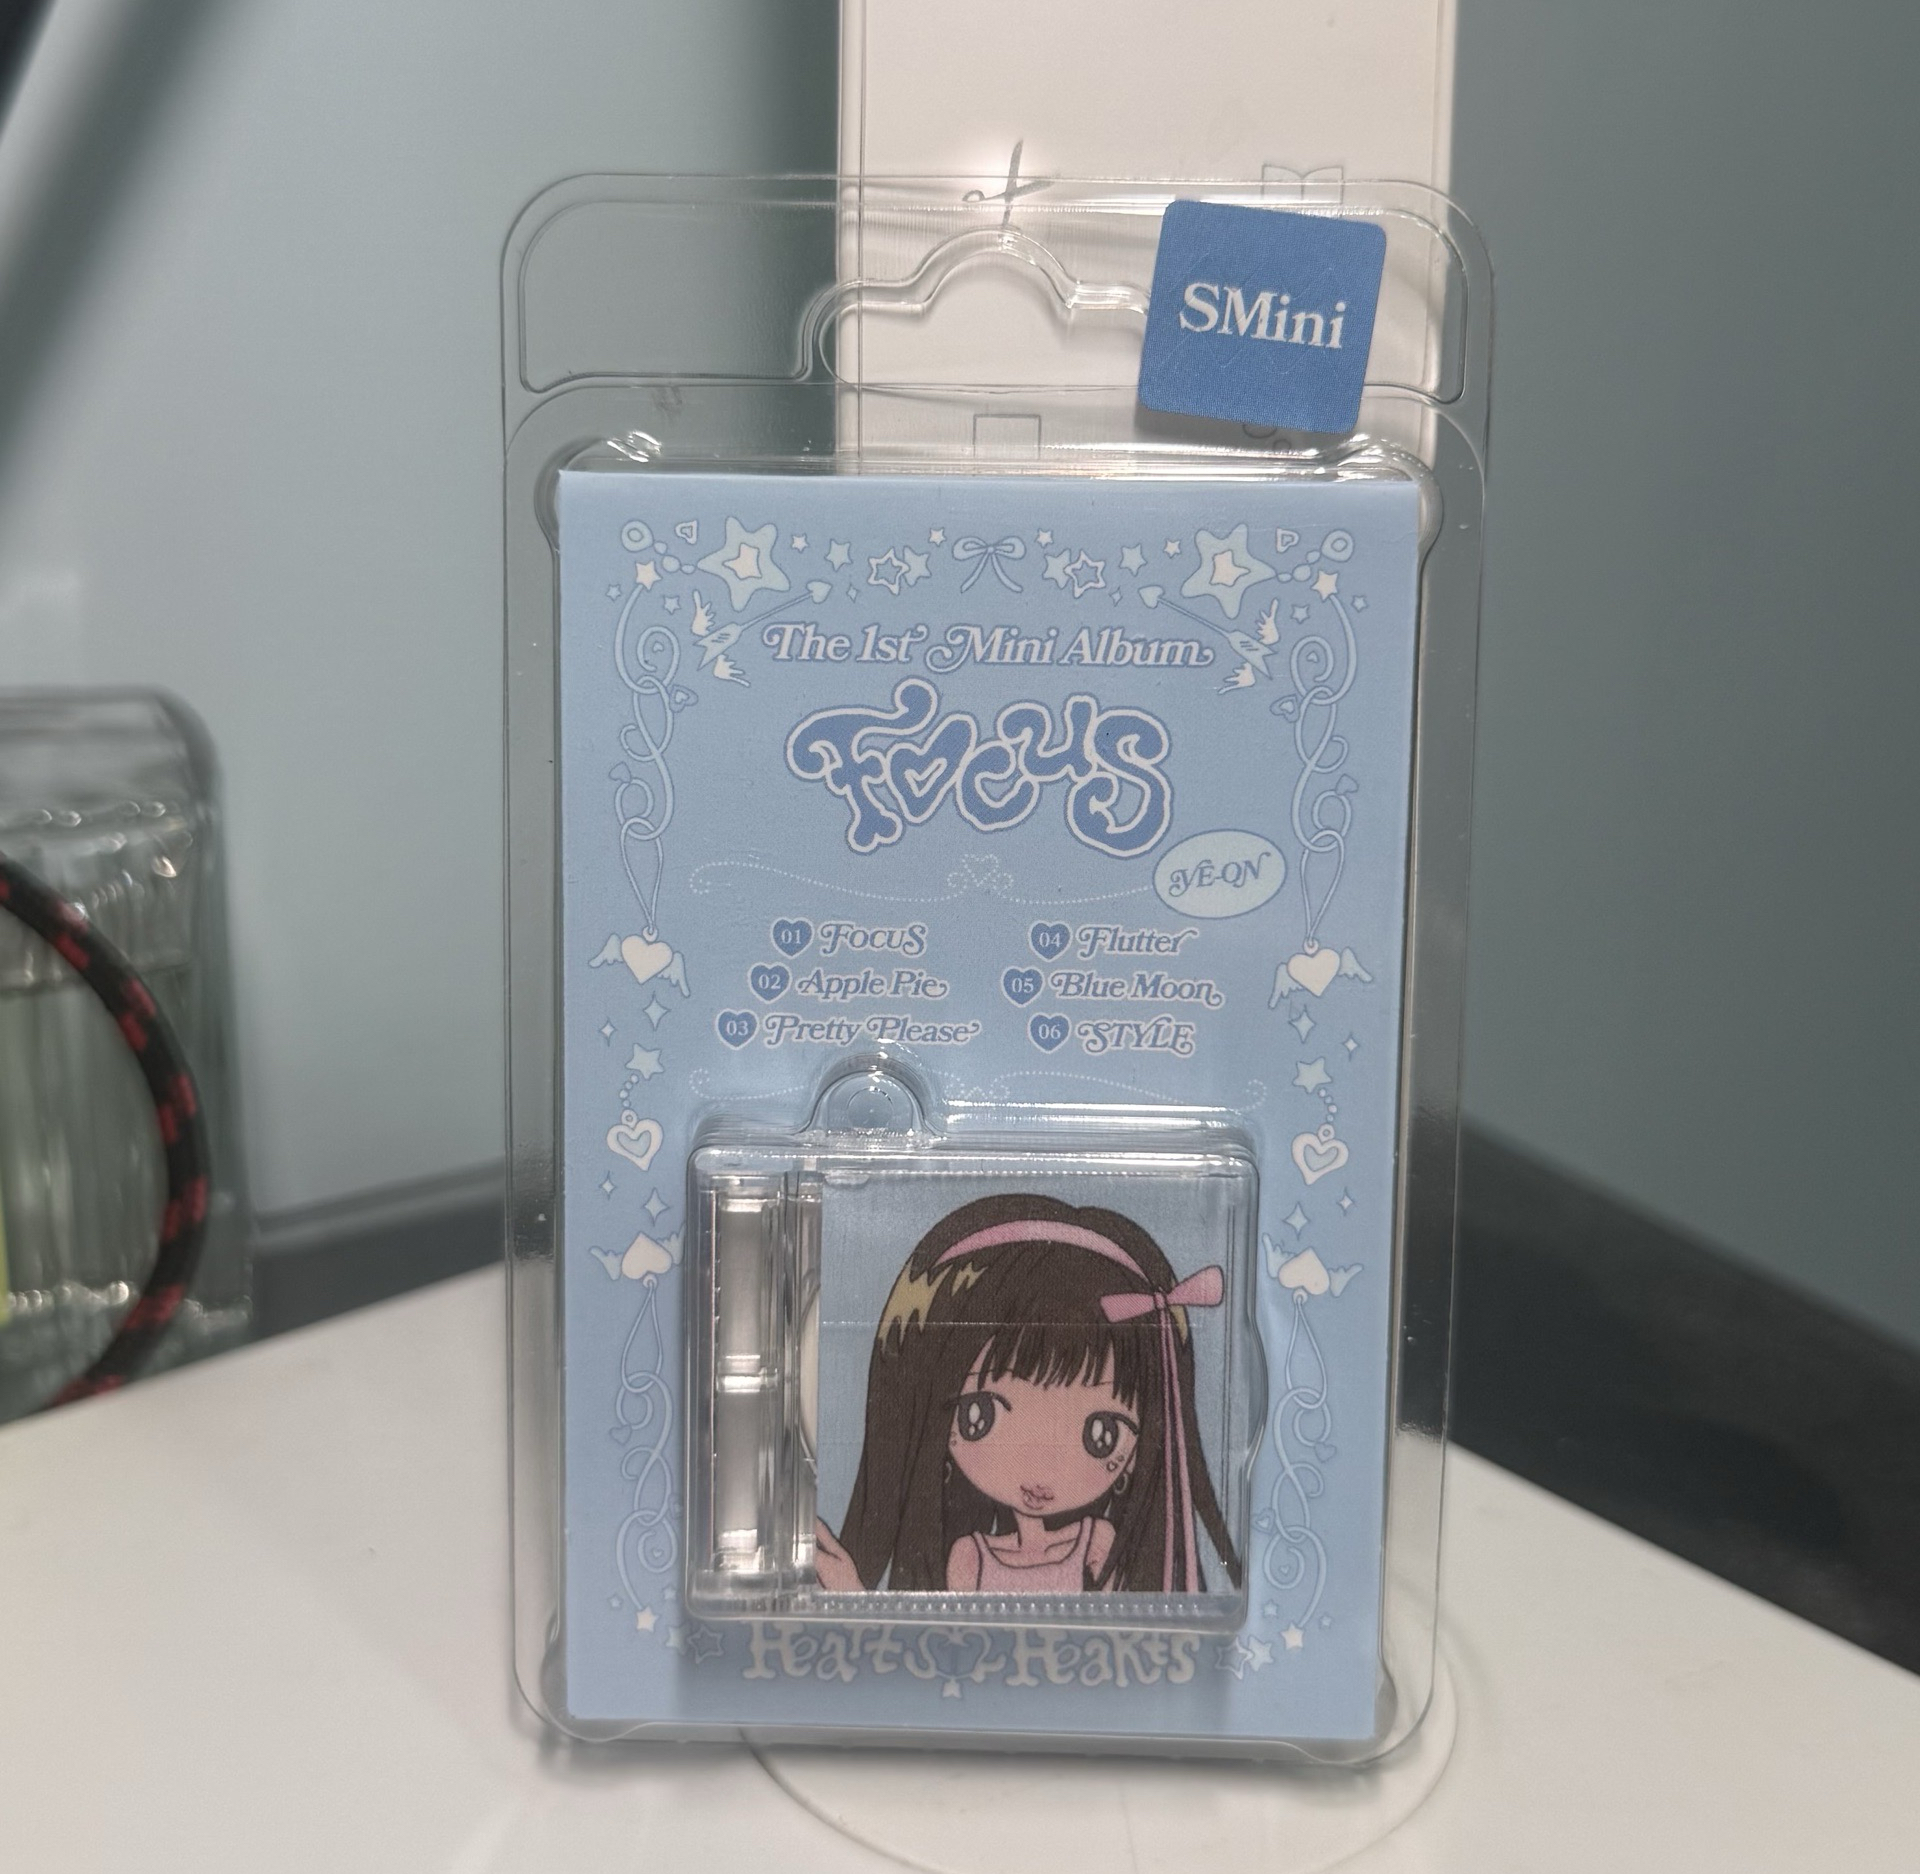 SMini
The 1st Mini Album
FOCUS
YE-ON
01 FOCUS
02 Apple Pie
03 Pretty Please
04 Flutter
05 Blue Moon
06 STYLE
Hearts2Hearts